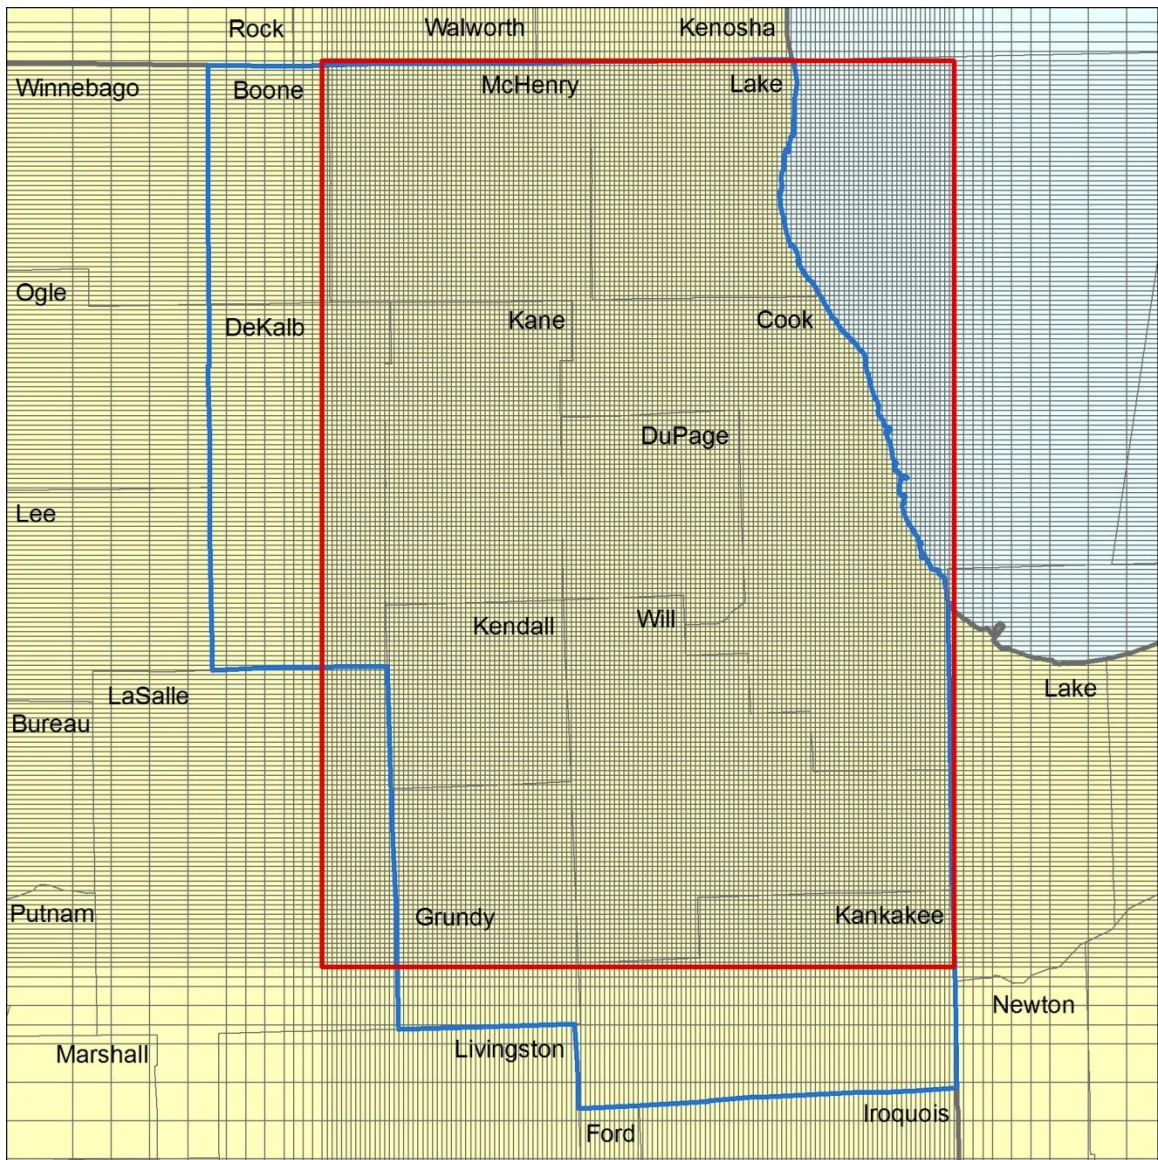 Rock Walworth Kenosha
Winnebago Boone McHenry Lake
Ogle
DeKalb Kane Cook
DuPage
Lee
Kendall Will
LaSalle Lake
Bureau
Putnam Grundy Kankakee
Newton
Marshall Livingston
Iroquois
Ford